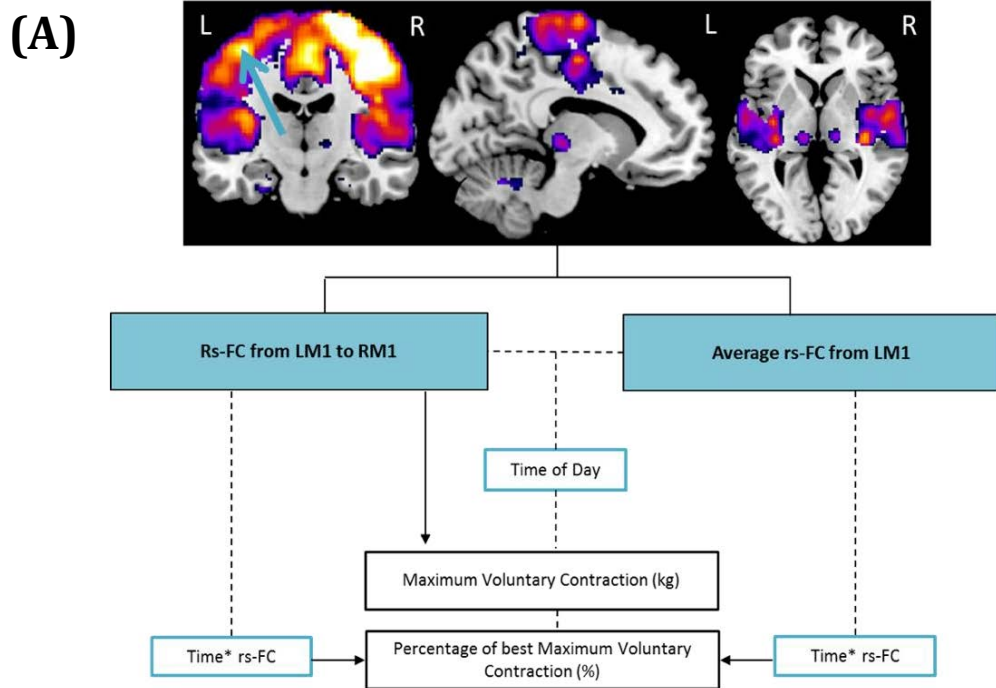 (A)
L R L R
Rs-FC from LM1 to RM1
Average rs-FC from LM1
Time of Day
Maximum Voluntary Contraction (kg)
Time* rs-FC
Percentage of best Maximum Voluntary
Contraction (%)
Time* rs-FC